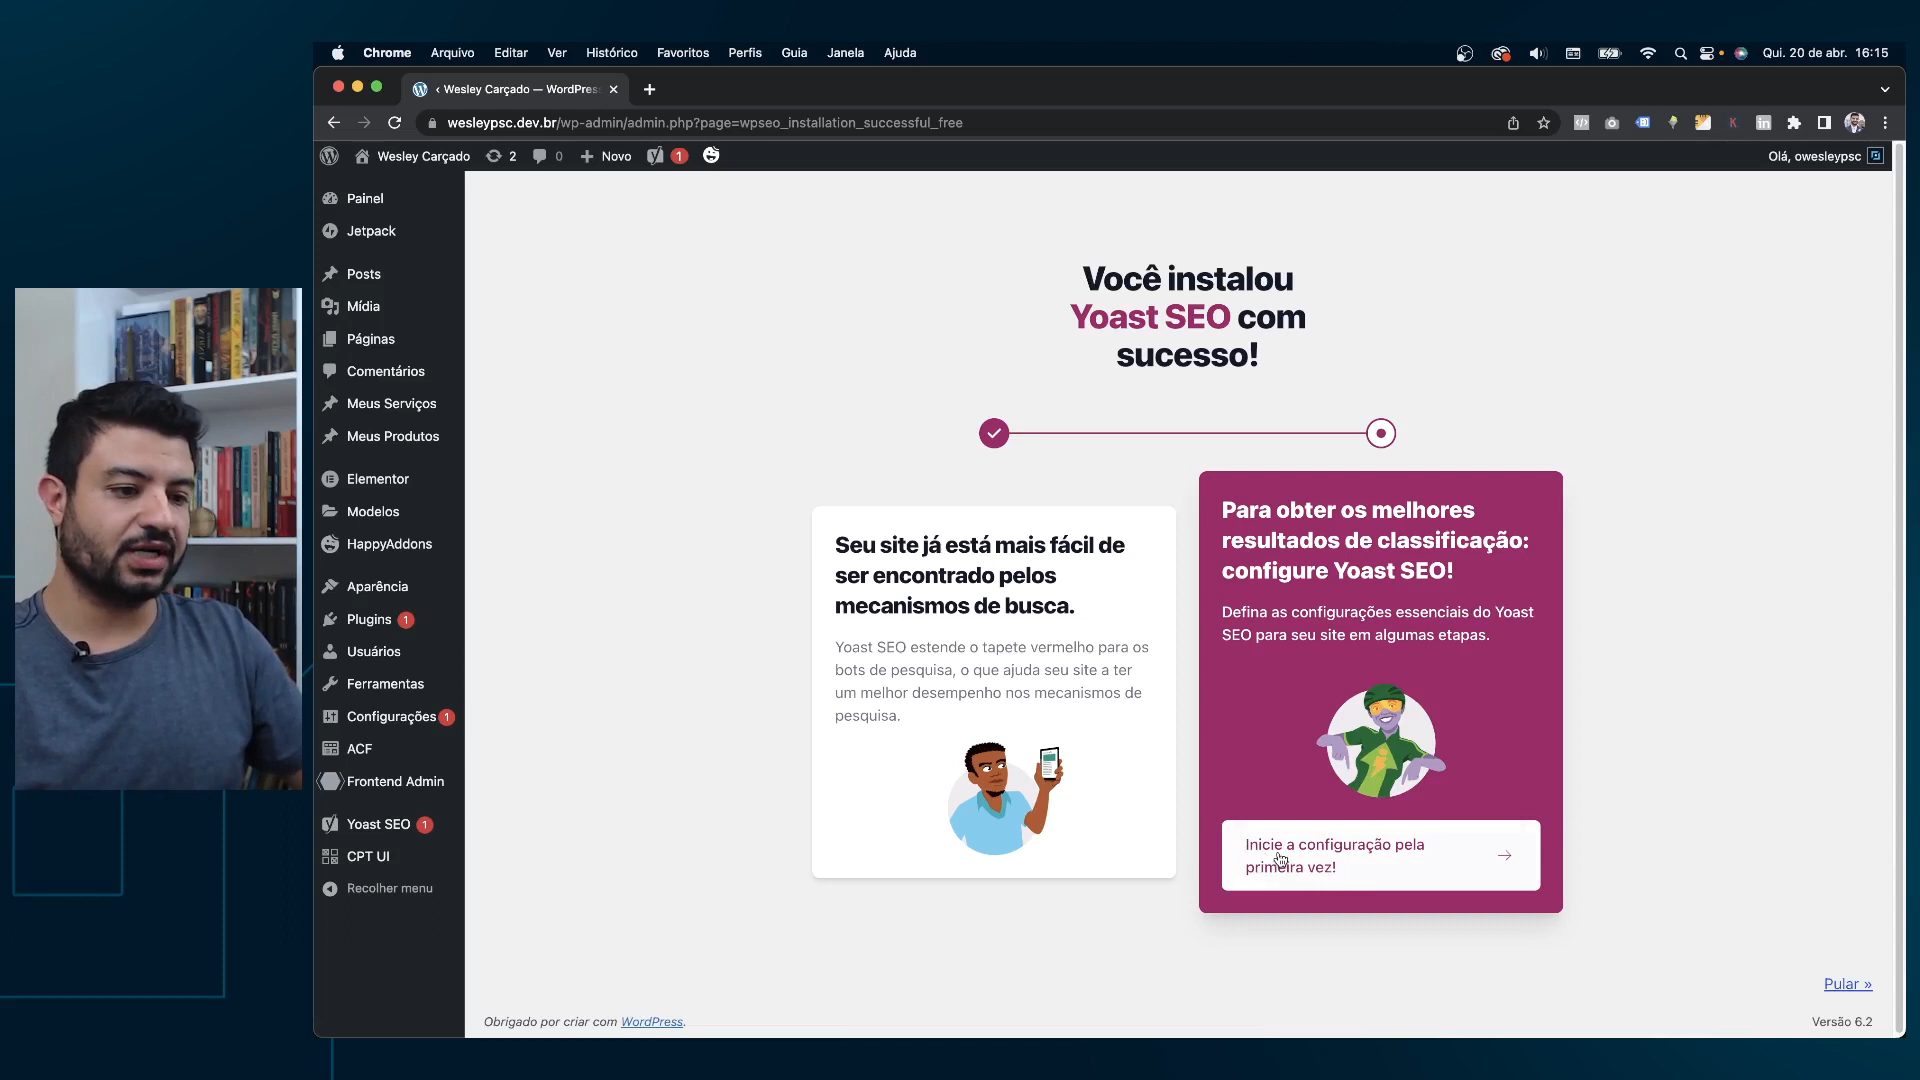 Chrome Arquivo Editar Ver Histórico Favoritos Perfis Guia Janela Ajuda
Qui. 20 de abr. 16:15
‹ Wesley Carçado — WordPres
wesleypsc.dev.br/wp-admin/admin.php?page=wpseo_installation_successful_free
Wesley Carçado 2 0 Novo 1
Olá, owesleypsc
Painel
Jetpack
Posts
Mídia
Páginas
Comentários
Meus Serviços
Meus Produtos
Elementor
Modelos
HappyAddons
Aparência
Plugins 1
Usuários
Ferramentas
Configurações 1
ACF
Frontend Admin
Yoast SEO 1
CPT UI
Recolher menu
Você instalou
Yoast SEO com
sucesso!
Seu site já está mais fácil de
ser encontrado pelos
mecanismos de busca.
Yoast SEO estende o tapete vermelho para os
bots de pesquisa, o que ajuda seu site a ter
um melhor desempenho nos mecanismos de
pesquisa.
Para obter os melhores
resultados de classificação:
configure Yoast SEO!
Defina as configurações essenciais do Yoast
SEO para seu site em algumas etapas.
Inicie a configuração pela
primeira vez!
Pular »
Obrigado por criar com WordPress.
Versão 6.2